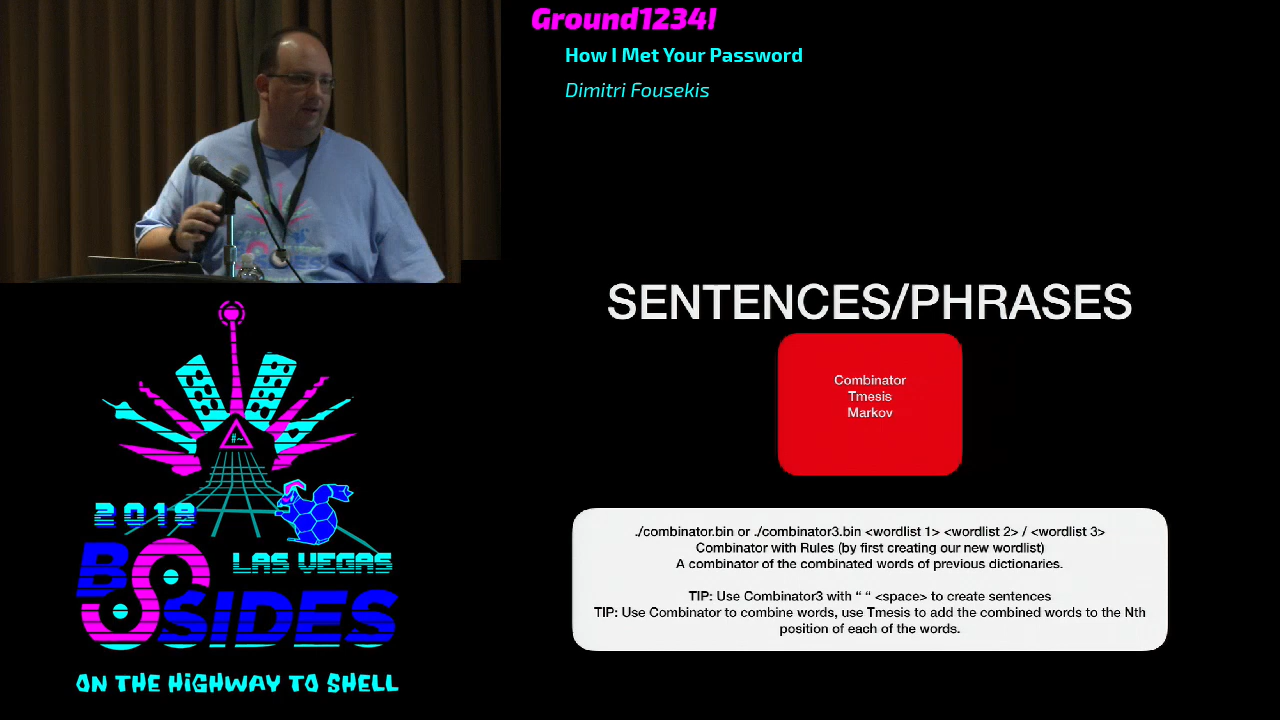 Ground1234!
How I Met Your Password
Dimitri Fousekis
SENTENCES/PHRASES
Combinator
Tmesis
Markov
./combinator.bin or ./combinator3.bin <wordlist 1> <wordlist 2> / <wordlist 3>
Combinator with Rules (by first creating our new wordlist)
A combinator of the combinated words of previous dictionaries.
TIP: Use Combinator3 with “ “ <space> to create sentences
TIP: Use Combinator to combine words, use Tmesis to add the combined words to the Nth
position of each of the words.
#~
2019
LAS VEGAS
BSIDES
ON THE HiGHWAY TO SHELL